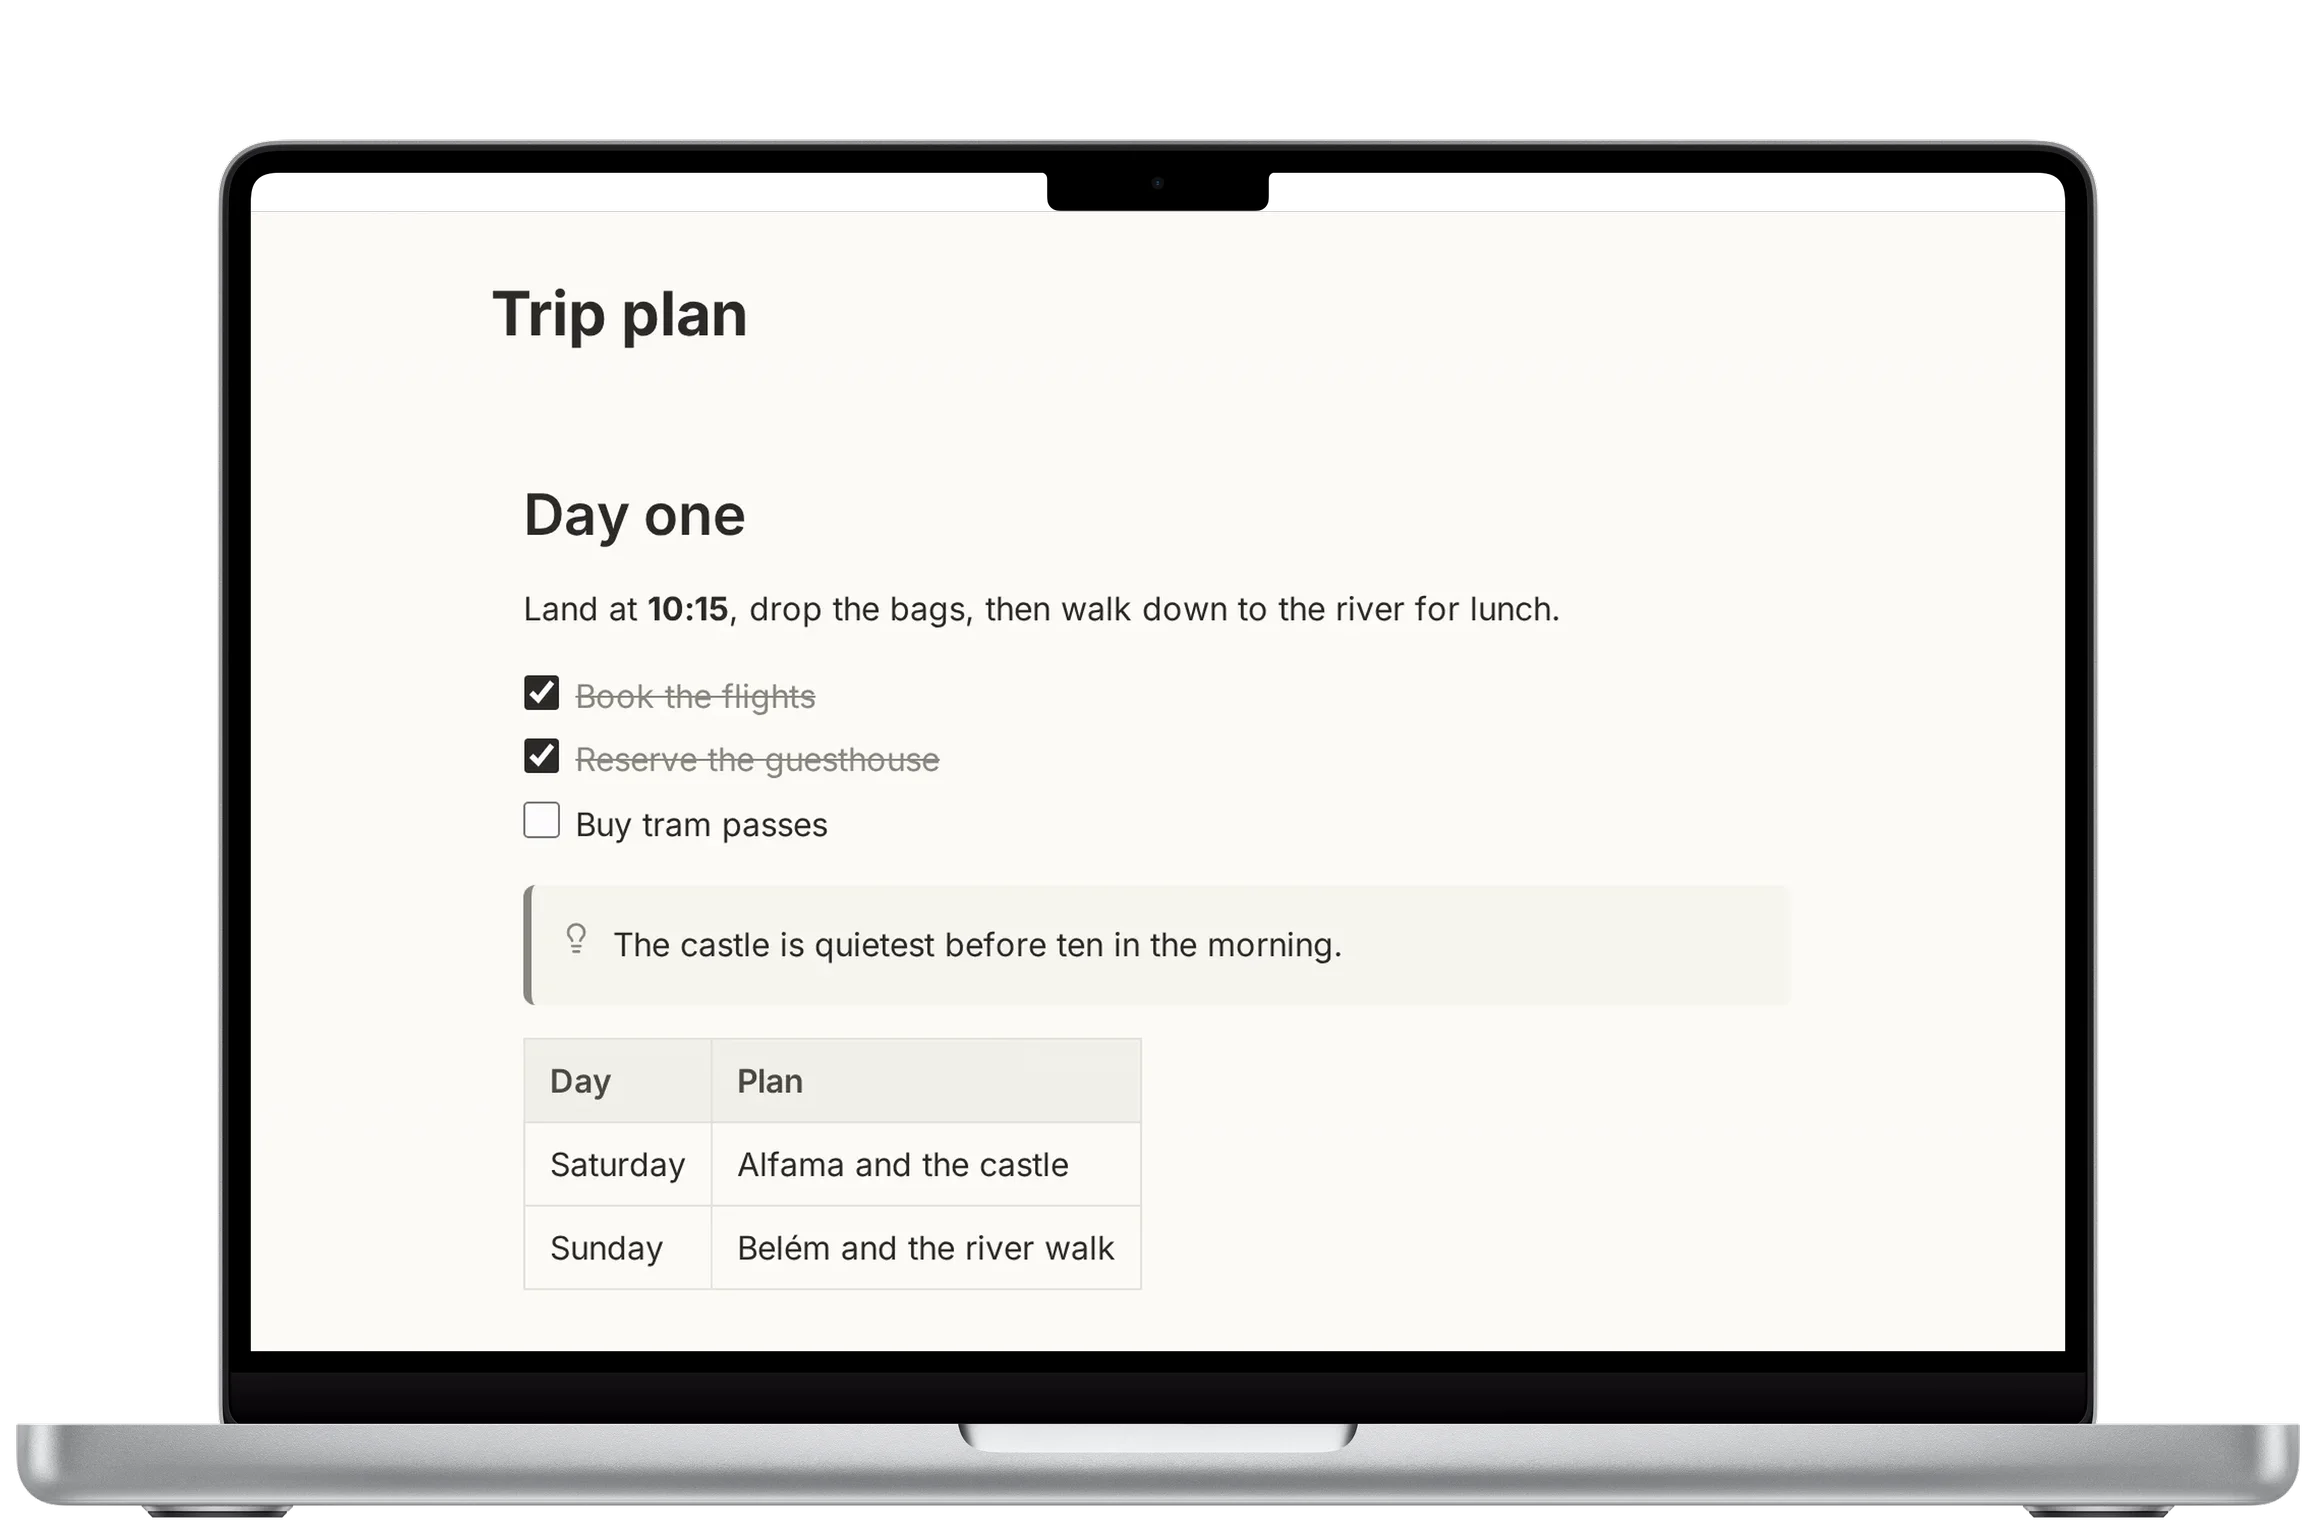 Trip plan
Day one
Land at 10:15, drop the bags, then walk down to the river for lunch.
Book the flights
Reserve the guesthouse
Buy tram passes
The castle is quietest before ten in the morning.
Day Plan
Saturday Alfama and the castle
Sunday Belém and the river walk